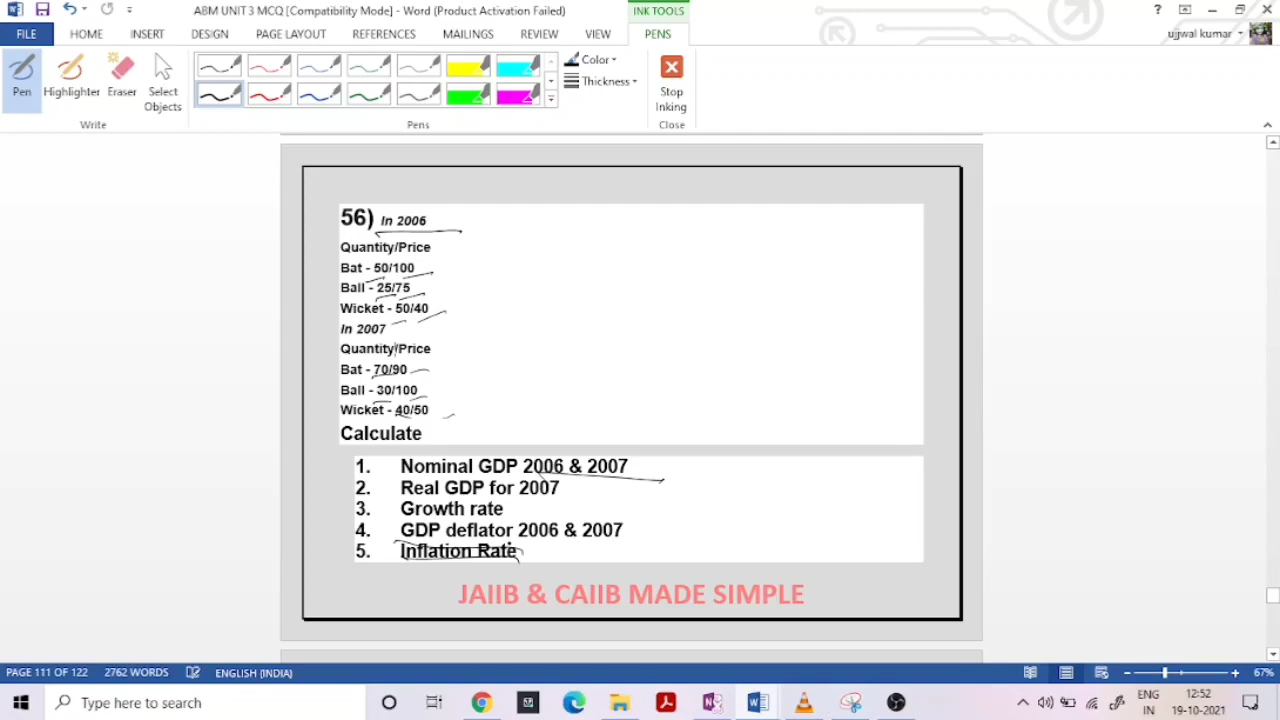 ABM UNIT 3 MCQ [Compatibility Mode] - Word (Product Activation Failed)
INK TOOLS
?
FILE HOME INSERT DESIGN PAGE LAYOUT REFERENCES MAILINGS REVIEW VIEW PENS
ujjwal kumar
Pen Highlighter Eraser Select Objects
Color
Thickness
Stop Inking
Write Pens Close
56) In 2006
Quantity/Price
Bat - 50/100
Ball - 25/75
Wicket - 50/40
In 2007
Quantity/Price
Bat - 70/90
Ball - 30/100
Wicket - 40/50
Calculate
1. Nominal GDP 2006 & 2007
2. Real GDP for 2007
3. Growth rate
4. GDP deflator 2006 & 2007
5. Inflation Rate
JAIIB & CAIIB MADE SIMPLE
PAGE 111 OF 122 2762 WORDS ENGLISH (INDIA) 67%
Type here to search
ENG IN
12:52
19-10-2021